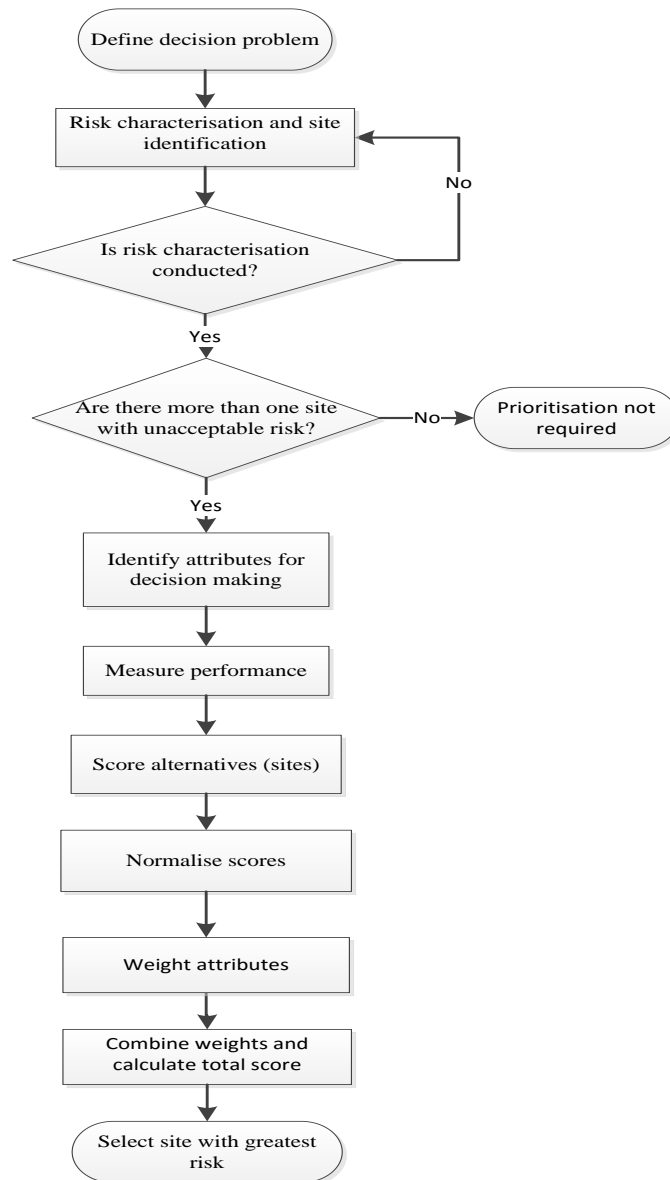 Define decision problem
Risk characterisation and site
identification
No
Is risk characterisation
conducted?
Yes
Are there more than one site
with unacceptable risk?
No
Prioritisation not
required
Yes
Identify attributes for
decision making
Measure performance
Score alternatives (sites)
Normalise scores
Weight attributes
Combine weights and
calculate total score
Select site with greatest
risk